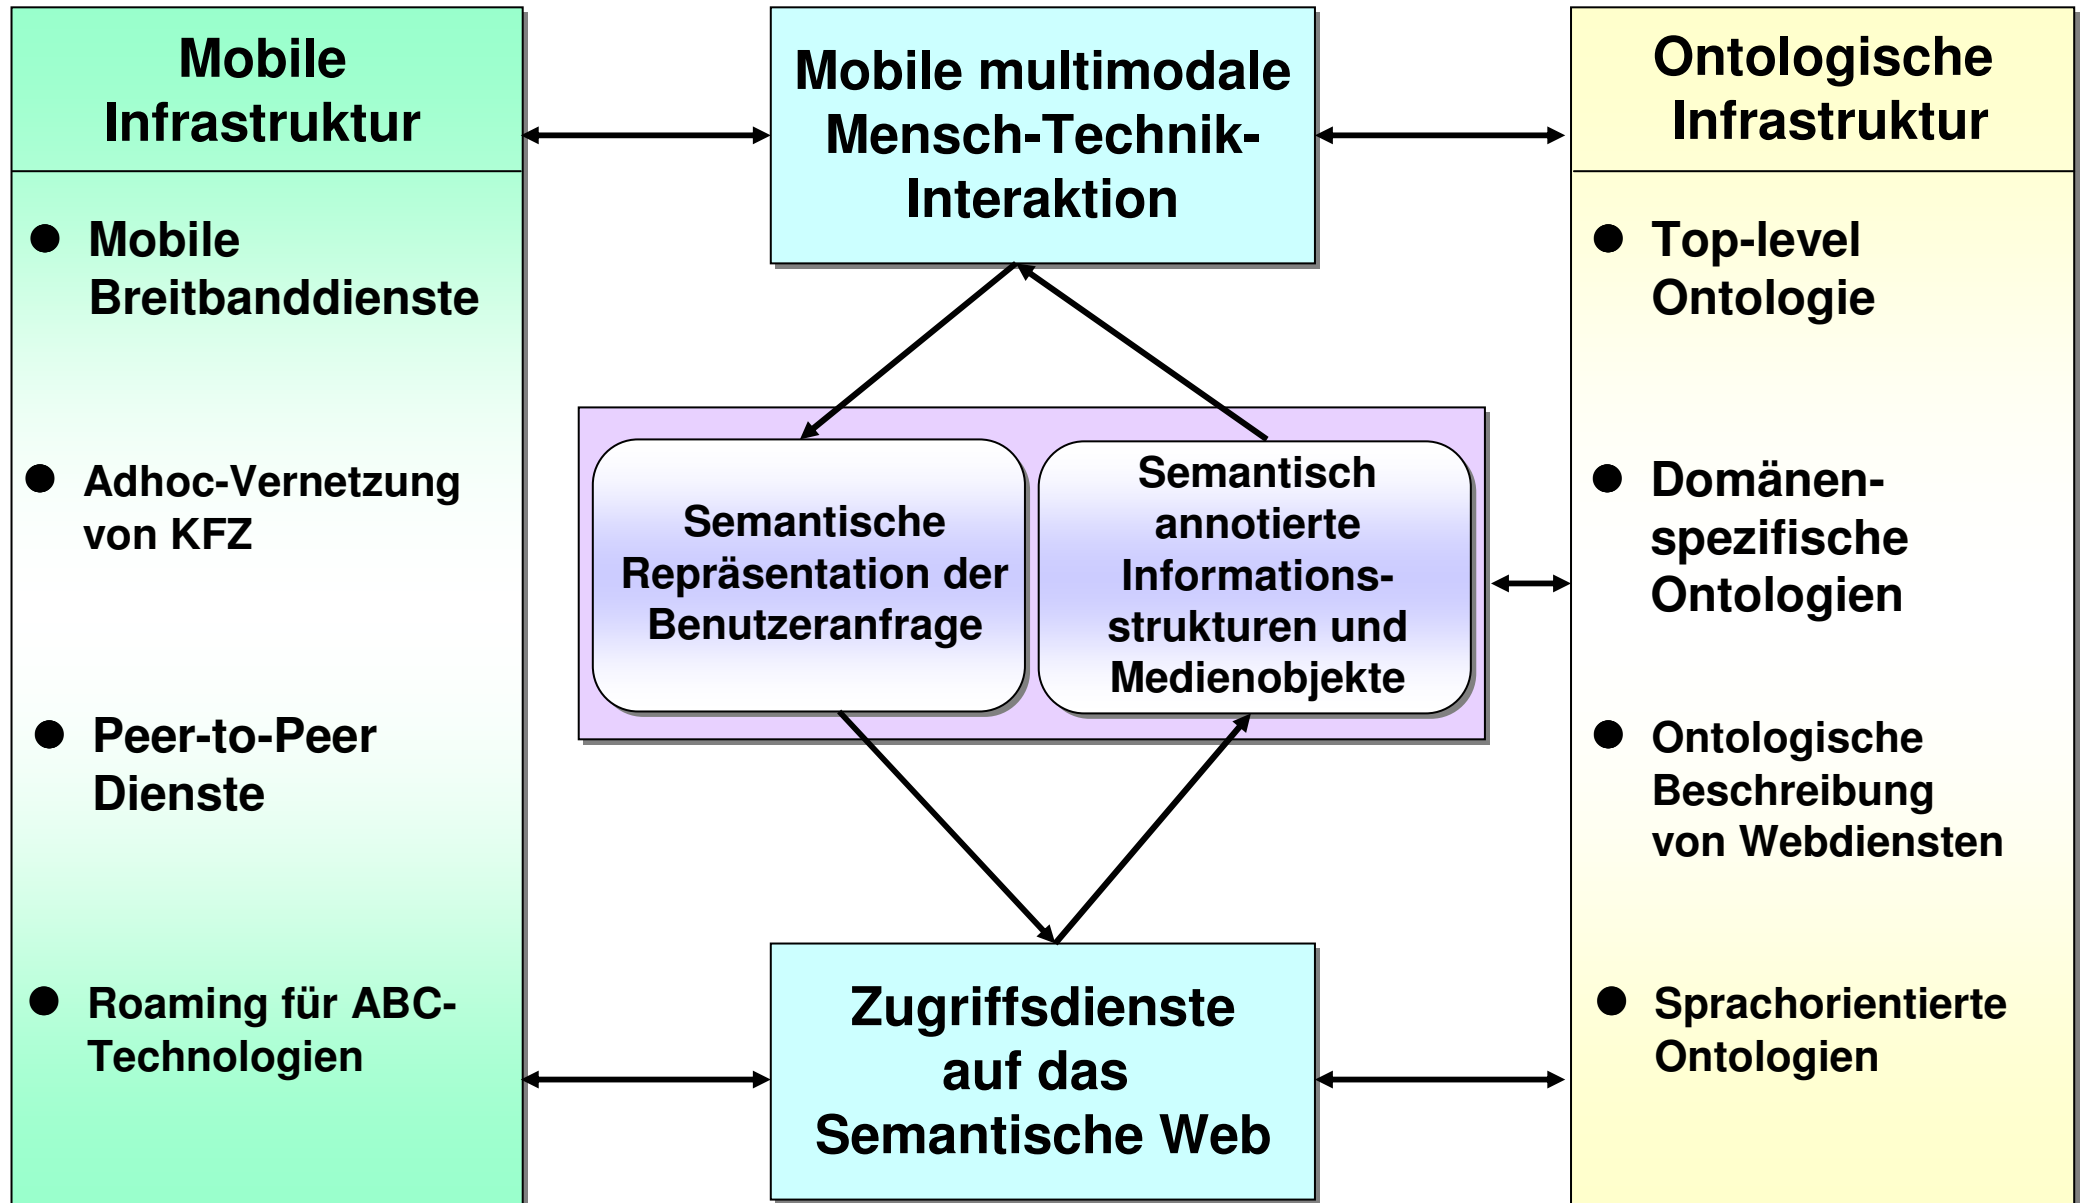 Mobile
Infrastruktur
Mobile
Breitbanddienste
Adhoc-Vernetzung
von KFZ
Peer-to-Peer
Dienste
Roaming für ABC-
Technologien
Mobile multimodale
Mensch-Technik-
Interaktion
Semantische
Repräsentation der
Benutzeranfrage
Semantisch
annotierte
Informations-
strukturen und
Medienobjekte
Zugriffsdienste
auf das
Semantische Web
Ontologische
Infrastruktur
Top-level
Ontologie
Domänen-
spezifische
Ontologien
Ontologische
Beschreibung
von Webdiensten
Sprachorientierte
Ontologien